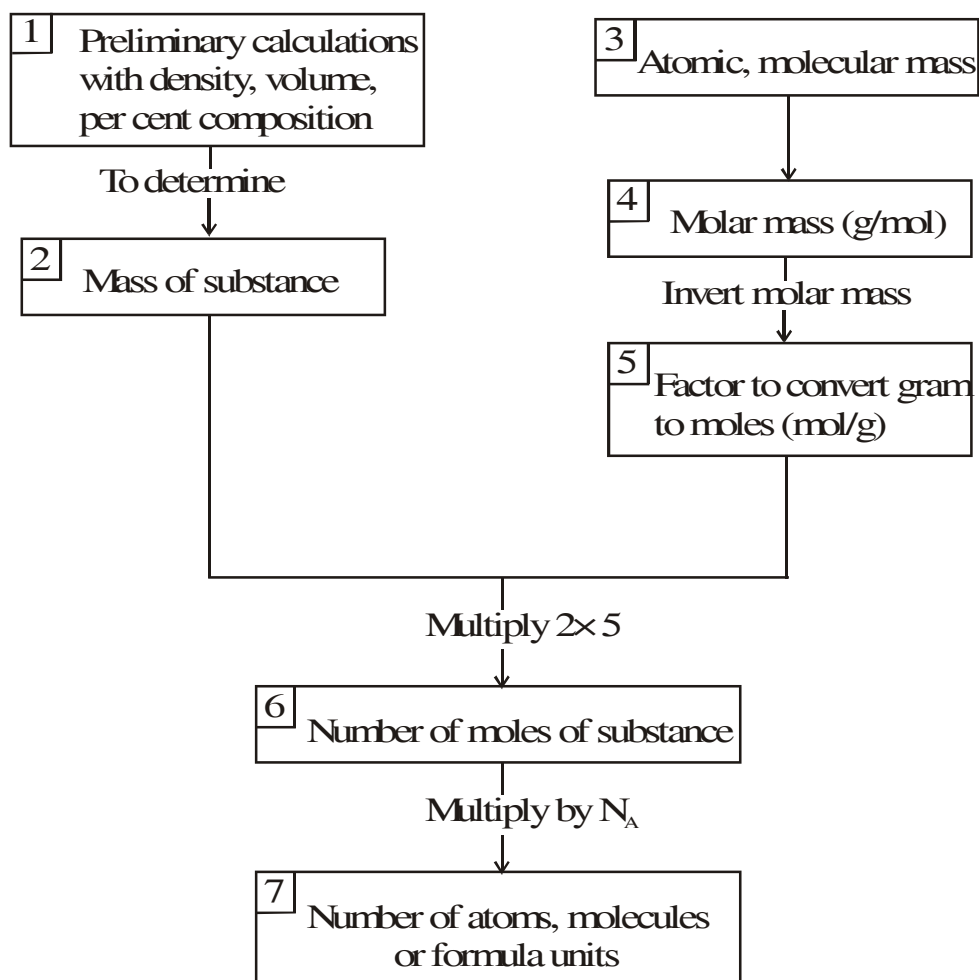 1
Preliminary calculations
with density, volume,
per cent composition
To determine
2
Mass of substance
3
Atomic, molecular mass
4
Molar mass (g/mol)
Invert molar mass
5
Factor to convert gram
to moles (mol/g)
Multiply 2× 5
6
Number of moles of substance
Multiply by N_A
7
Number of atoms, molecules
or formula units